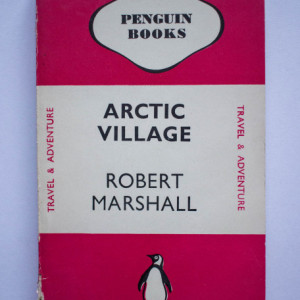 PENGUIN
BOOKS
TRAVEL & ADVENTURE
ARCTIC
VILLAGE
ROBERT
MARSHALL
TRAVEL & ADVENTURE